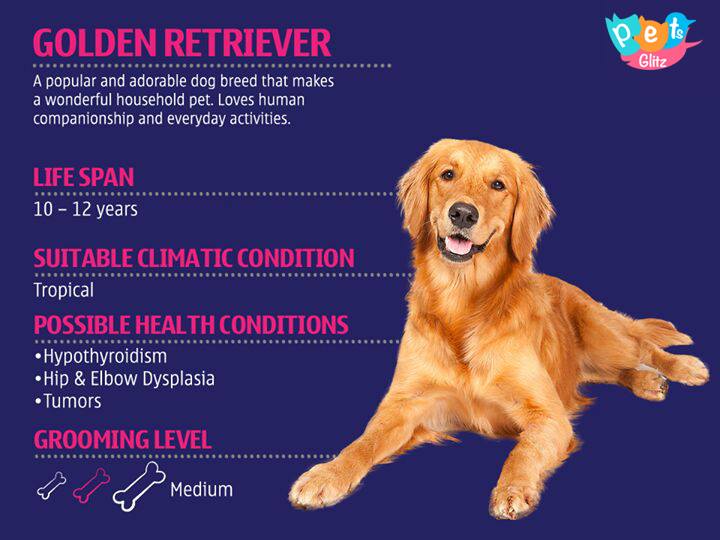 GOLDEN RETRIEVER
A popular and adorable dog breed that makes
a wonderful household pet. Loves human
companionship and everyday activities.
LIFE SPAN
10 – 12 years
SUITABLE CLIMATIC CONDITION
Tropical
POSSIBLE HEALTH CONDITIONS
•Hypothyroidism
•Hip & Elbow Dysplasia
•Tumors
GROOMING LEVEL
Medium
pets
Glitz